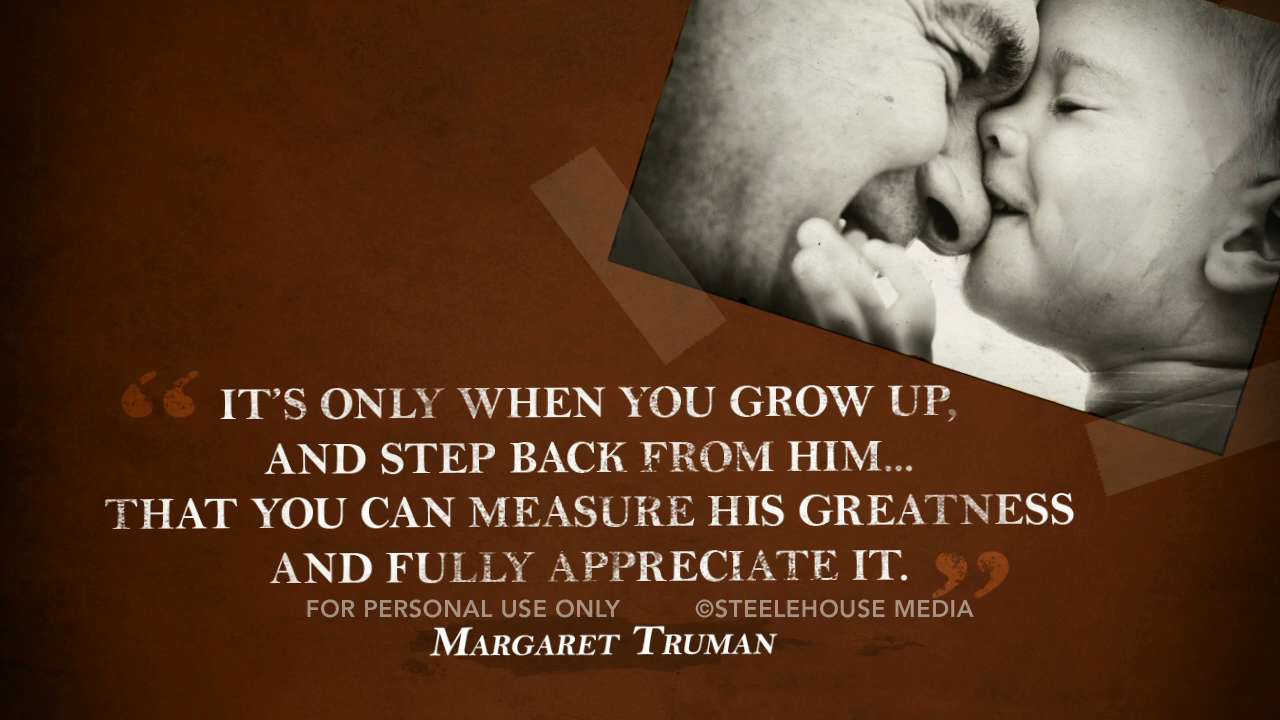 “ IT’S ONLY WHEN YOU GROW UP,
AND STEP BACK FROM HIM...
THAT YOU CAN MEASURE HIS GREATNESS
AND FULLY APPRECIATE IT. ”
FOR PERSONAL USE ONLY ©STEELEHOUSE MEDIA
MARGARET TRUMAN